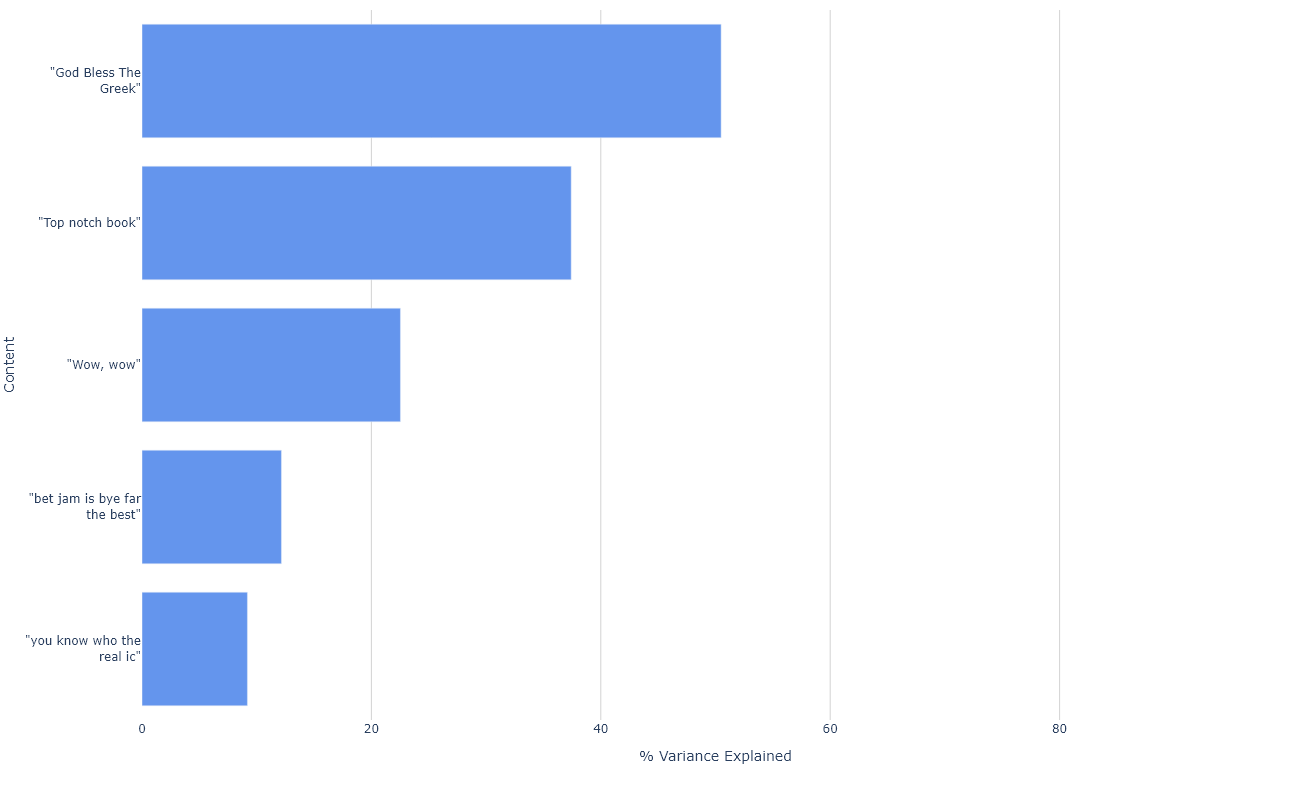 "God Bless The
Greek"
"Top notch book"
"Wow, wow"
Content
"bet jam is bye far
the best"
"you know who the
real ic"
0
20
40
60
80
% Variance Explained